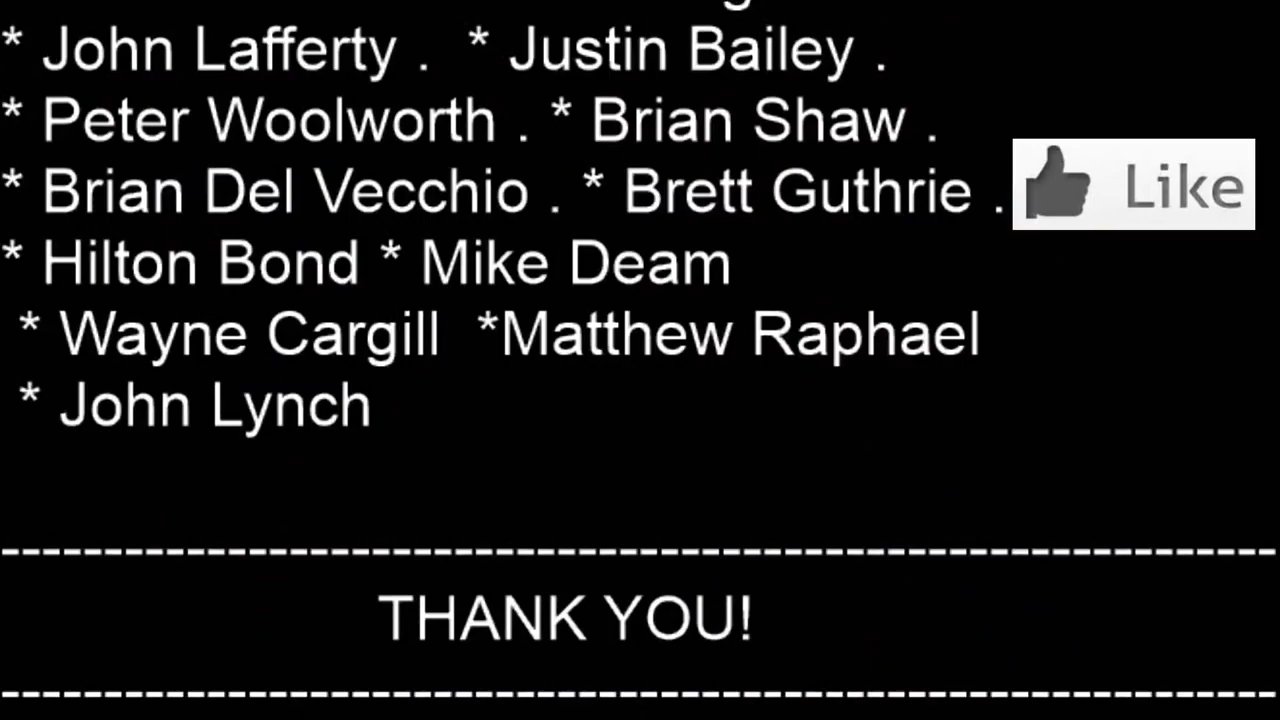 * John Lafferty .  * Justin Bailey .
* Peter Woolworth . * Brian Shaw .
* Brian Del Vecchio .  * Brett Guthrie .
Like
* Hilton Bond * Mike Deam
* Wayne Cargill  *Matthew Raphael
* John Lynch
--------------------------------------------------------------
THANK YOU!
--------------------------------------------------------------